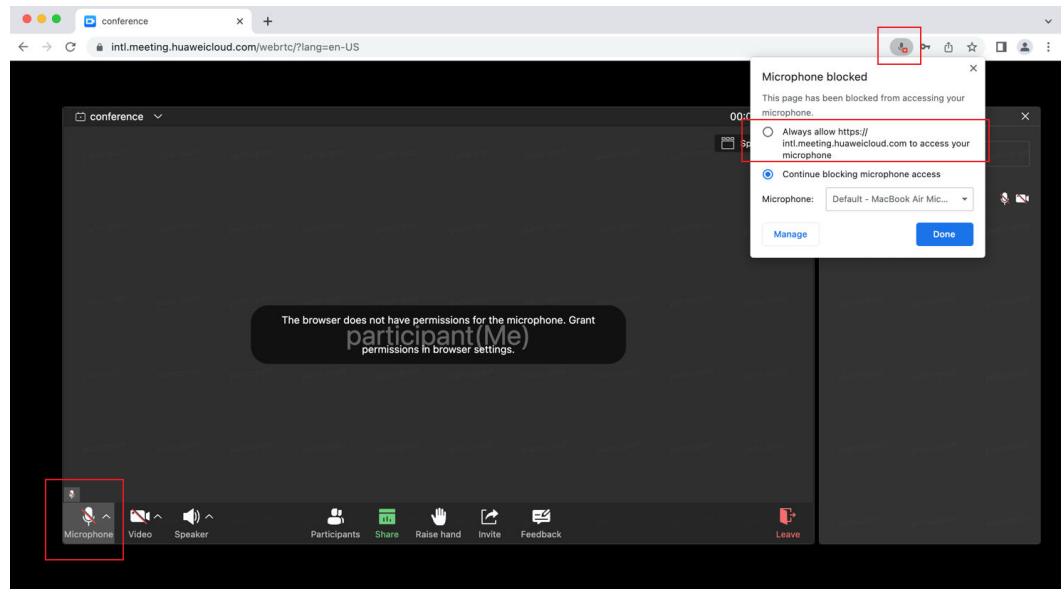 conference
intl.meeting.huaweicloud.com/webrtc/?lang=en-US
Microphone blocked
This page has been blocked from accessing your
microphone.
Always allow https://
intl.meeting.huaweicloud.com to access your
microphone
Continue blocking microphone access
Microphone: Default - MacBook Air Mic...
Manage Done
conference 00:0
Sp
The browser does not have permissions for the microphone. Grant
permissions in browser settings.
participant(Me)
Microphone Video Speaker Participants Share Raise hand Invite Feedback Leave